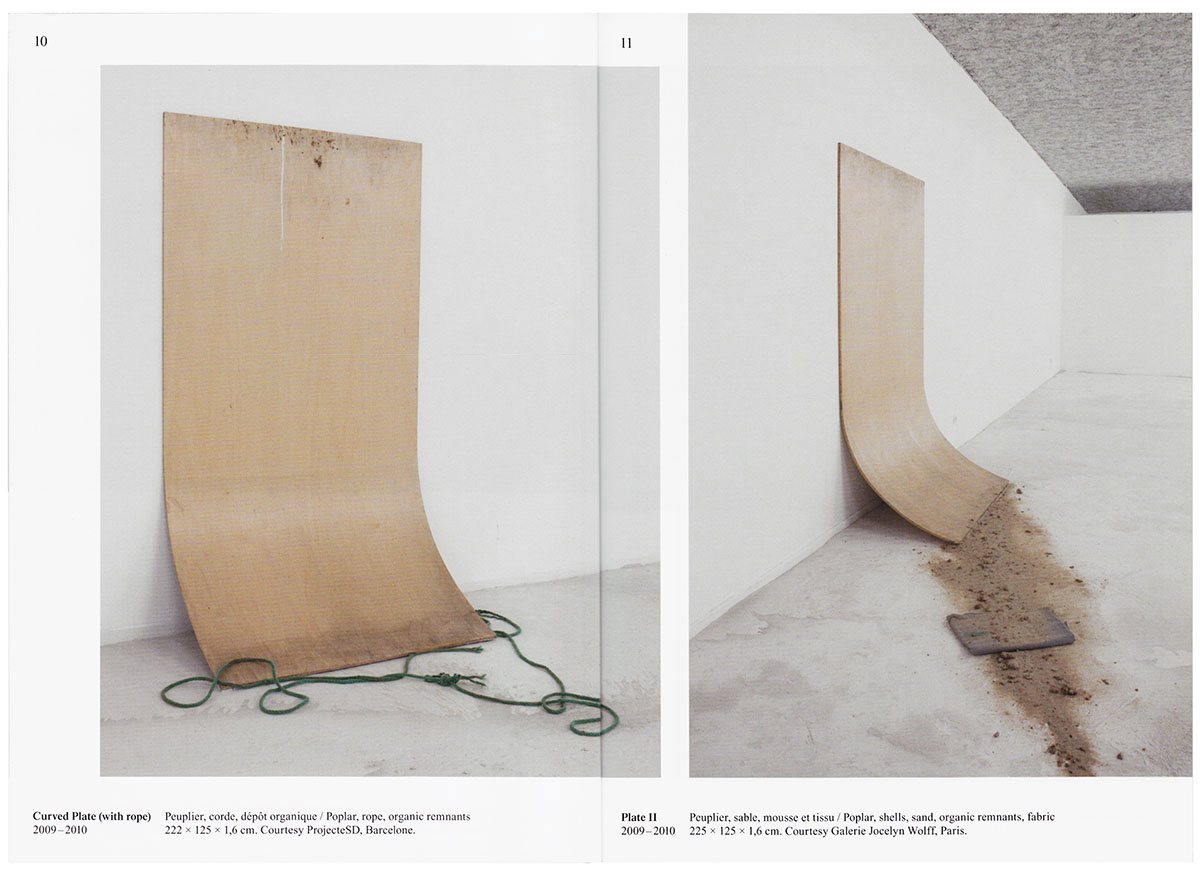 10
11
Curved Plate (with rope) Peuplier, corde, dépôt organique / Poplar, rope, organic remnants
2009–2010 222 × 125 × 1,6 cm. Courtesy ProjecteSD, Barcelone.
Plate II Peuplier, sable, mousse et tissu / Poplar, shells, sand, organic remnants, fabric
2009–2010 225 × 125 × 1,6 cm. Courtesy Galerie Jocelyn Wolff, Paris.